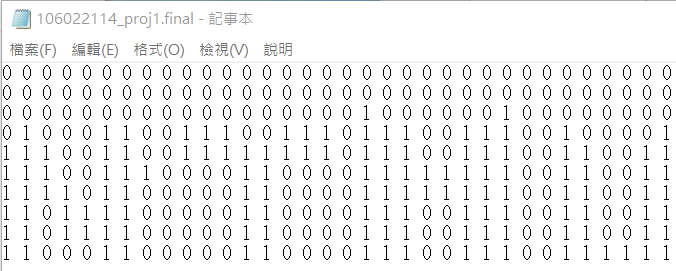 106022114_proj1.final - 記事本
檔案(F) 編輯(E) 格式(O) 檢視(V) 說明
0 0 0 0 0 0 0 0 0 0 0 0 0 0 0 0 0 0 0 0 0 0 0 0 0 0 0 0 0 0 0 0 0 0
0 0 0 0 0 0 0 0 0 0 0 0 0 0 0 0 0 0 0 0 0 0 0 0 0 0 0 0 0 0 0 0 0 0
0 0 0 0 0 0 0 0 0 0 0 0 0 0 0 0 0 0 1 0 0 0 0 0 0 1 0 0 0 0 0 0 0 0
0 1 0 0 0 1 1 0 0 1 1 1 0 0 1 1 1 0 1 1 1 0 0 1 1 1 0 0 1 0 0 0 0 1
1 1 1 0 0 1 1 0 0 1 1 1 1 1 1 1 1 0 1 1 1 0 0 1 1 1 0 0 1 1 0 0 1 1
1 1 1 0 0 1 1 1 0 0 0 0 1 1 0 0 0 0 1 1 1 1 1 1 1 1 0 0 1 1 0 0 1 1
1 1 1 1 0 1 1 0 0 0 0 0 1 1 0 0 0 0 1 1 1 0 0 1 1 1 0 0 1 1 0 0 1 1
1 1 0 1 1 1 1 0 0 0 0 0 1 1 0 0 0 0 1 1 1 0 0 1 1 1 0 0 1 1 0 0 1 1
1 1 0 1 1 1 1 0 0 0 0 0 1 1 0 0 0 0 1 1 1 0 0 1 1 1 0 0 1 1 0 0 1 1
1 1 0 0 0 1 1 0 0 0 0 0 1 1 0 0 0 0 1 1 1 0 0 1 1 1 0 0 1 1 1 1 1 1